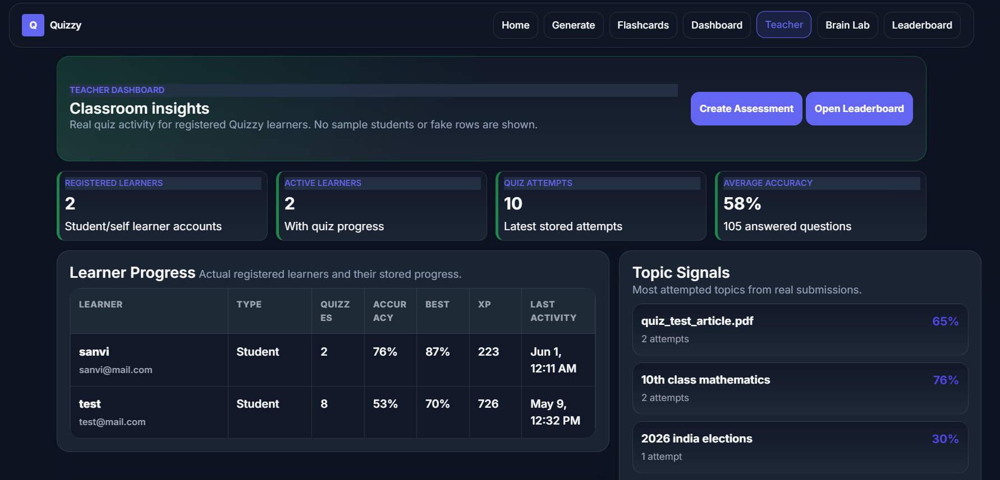 Q Quizzy
Home Generate Flashcards Dashboard Teacher Brain Lab Leaderboard
TEACHER DASHBOARD
Classroom insights
Real quiz activity for registered Quizzy learners. No sample students or fake rows are shown.
Create Assessment Open Leaderboard
REGISTERED LEARNERS
2
Student/self learner accounts
ACTIVE LEARNERS
2
With quiz progress
QUIZ ATTEMPTS
10
Latest stored attempts
AVERAGE ACCURACY
58%
105 answered questions
Learner Progress Actual registered learners and their stored progress.
LEARNER TYPE QUIZZ ACCUR BEST XP LAST
ES ACY ACTIVITY
sanvi Student 2 76% 87% 223 Jun 1,
sanvi@mail.com 12:11 AM
test Student 8 53% 70% 726 May 9,
test@mail.com 12:32 PM
Topic Signals
Most attempted topics from real submissions.
quiz_test_article.pdf 65%
2 attempts
10th class mathematics 76%
2 attempts
2026 india elections 30%
1 attempt